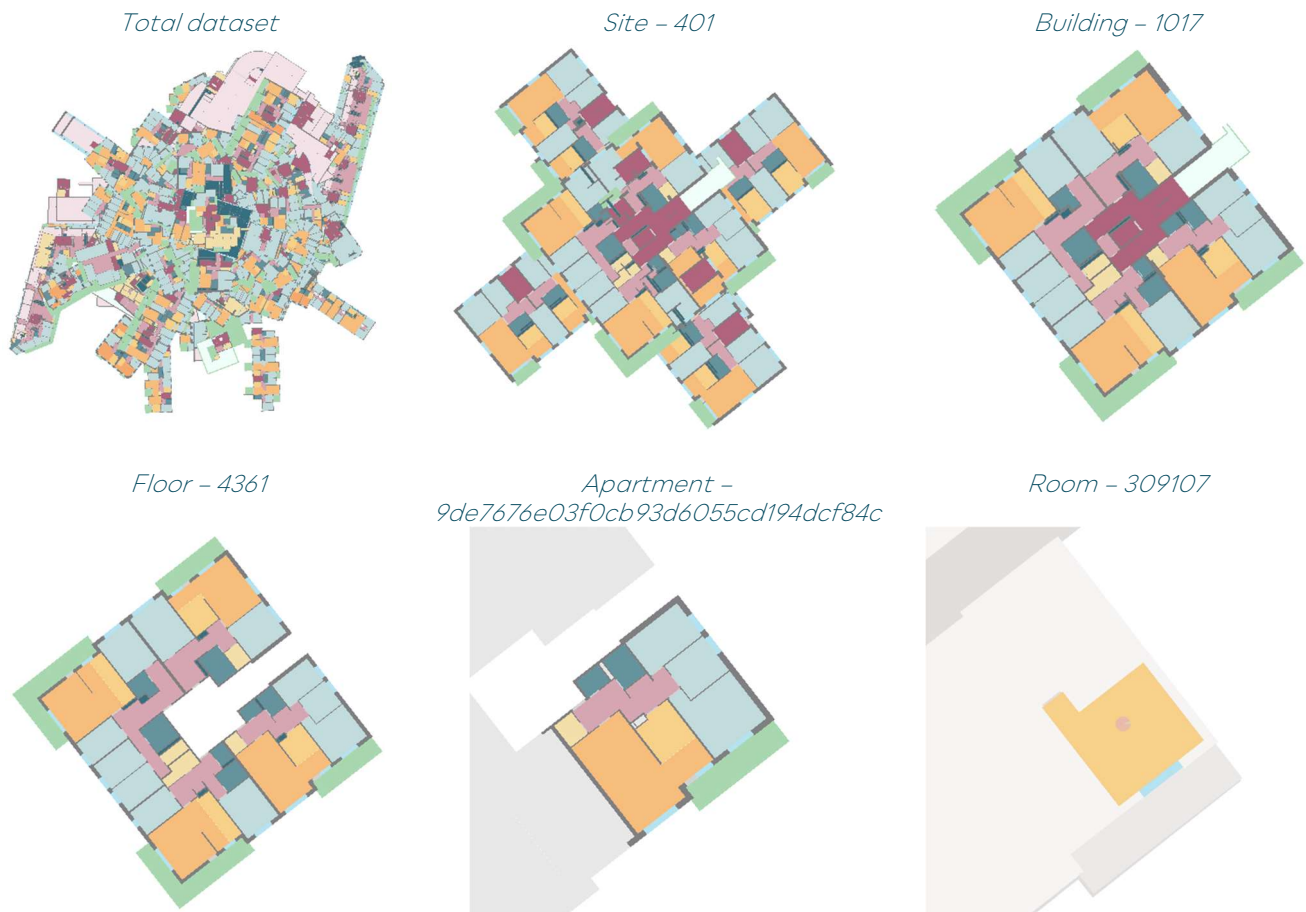 Total dataset
Site – 401
Building – 1017
Floor – 4361
Apartment –
9de7676e03f0cb93d6055cd194dcf84c
Room – 309107